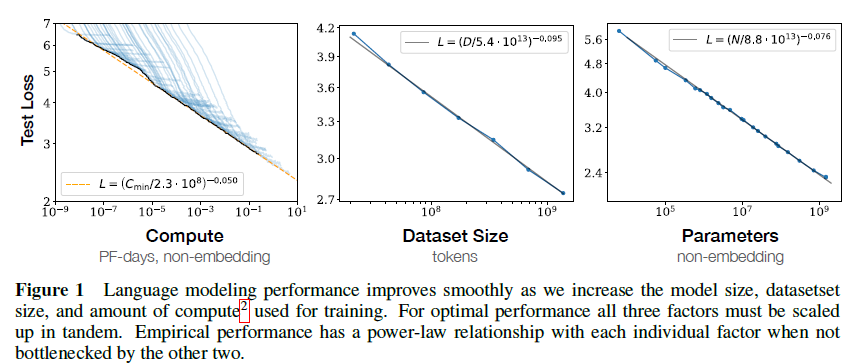 7
6
5
4
3
2
Test Loss
L = (C_min/2.3 · 10^8)^−0.050
10^−9 10^−7 10^−5 10^−3 10^−1 10^1
Compute
PF-days, non-embedding
4.2
3.9
3.6
3.3
3.0
2.7
L = (D/5.4 · 10^13)^−0.095
10^8 10^9
Dataset Size
tokens
5.6
4.8
4.0
3.2
2.4
L = (N/8.8 · 10^13)^−0.076
10^5 10^7 10^9
Parameters
non-embedding
Figure 1 Language modeling performance improves smoothly as we increase the model size, datasetset
size, and amount of compute^2 used for training. For optimal performance all three factors must be scaled
up in tandem. Empirical performance has a power-law relationship with each individual factor when not
bottlenecked by the other two.